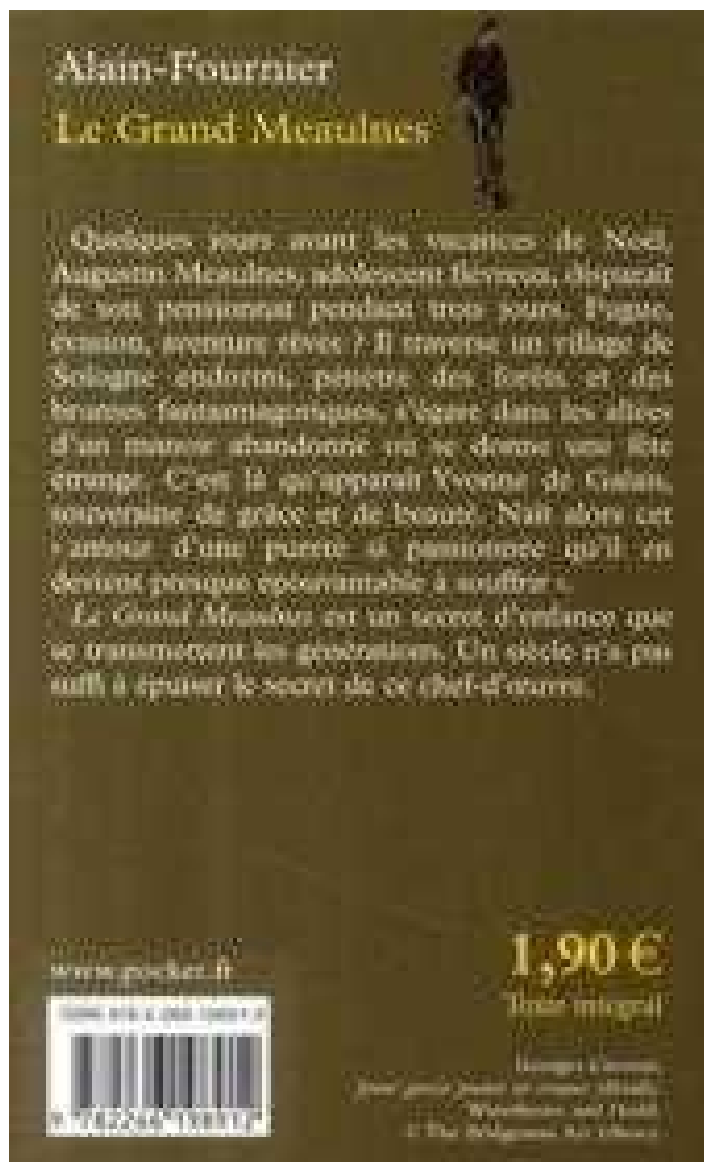 Alain-Fournier
Le Grand Meaulnes
Quelques jours avant les vacances de Noël,
Augustin Meaulnes, adolescent fiévreux, disparaît
de son pensionnat pendant trois jours. Fugue,
évasion, aventure rêvée ? Il traverse un village de
Sologne endormi, pénètre des forêts et des
brumes fantasmagoriques, s'égare dans les allées
d'un manoir abandonné où se donne une fête
étrange. C'est là qu'apparaît Yvonne de Galais,
souveraine de grâce et de beauté. Naît alors cet
« amour d'une pureté si passionnée qu'il en
devient presque épouvantable à souffrir ».
Le Grand Meaulnes est un secret d'enfance que
se transmettent les générations. Un siècle n'a pas
suffi à épuiser le secret de ce chef-d'œuvre.
www.pocket.fr
1,90 €
Texte intégral
© The Bridgeman Art Library